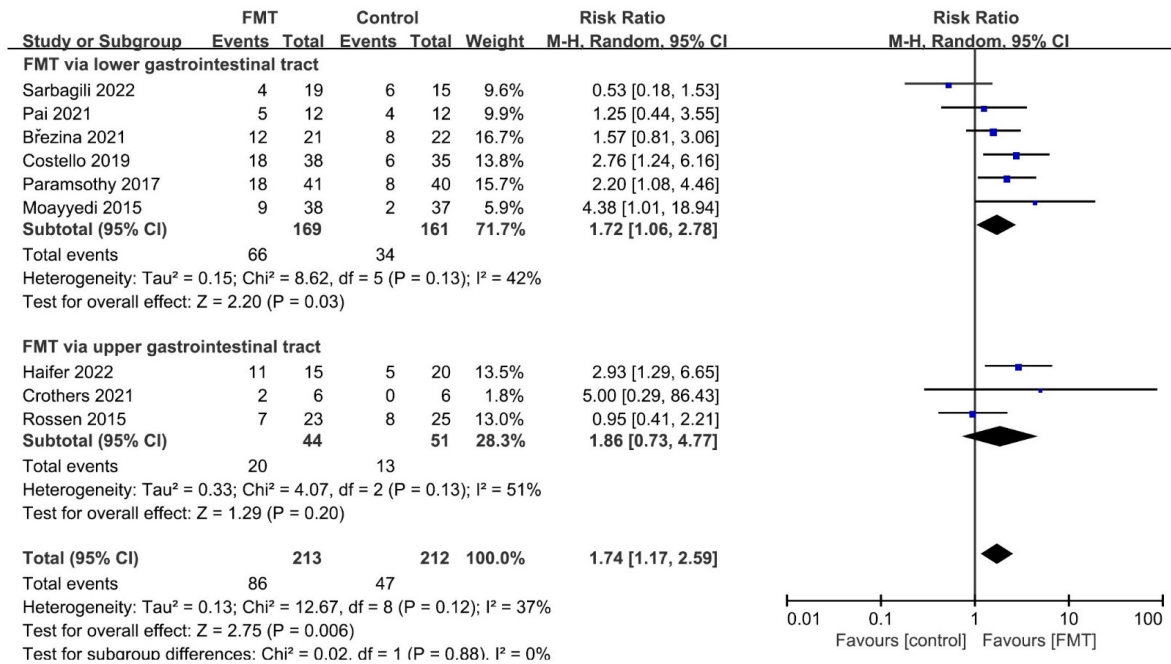 FMT Control Risk Ratio Risk Ratio
Study or Subgroup Events Total Events Total Weight M-H, Random, 95% CI M-H, Random, 95% CI
FMT via lower gastrointestinal tract
Sarbagili 2022 4 19 6 15 9.6% 0.53 [0.18, 1.53]
Pai 2021 5 12 4 12 9.9% 1.25 [0.44, 3.55]
Březina 2021 12 21 8 22 16.7% 1.57 [0.81, 3.06]
Costello 2019 18 38 6 35 13.8% 2.76 [1.24, 6.16]
Paramsothy 2017 18 41 8 40 15.7% 2.20 [1.08, 4.46]
Moayyedi 2015 9 38 2 37 5.9% 4.38 [1.01, 18.94]
Subtotal (95% CI) 169 161 71.7% 1.72 [1.06, 2.78]
Total events 66 34
Heterogeneity: Tau² = 0.15; Chi² = 8.62, df = 5 (P = 0.13); I² = 42%
Test for overall effect: Z = 2.20 (P = 0.03)
FMT via upper gastrointestinal tract
Haifer 2022 11 15 5 20 13.5% 2.93 [1.29, 6.65]
Crothers 2021 2 6 0 6 1.8% 5.00 [0.29, 86.43]
Rossen 2015 7 23 8 25 13.0% 0.95 [0.41, 2.21]
Subtotal (95% CI) 44 51 28.3% 1.86 [0.73, 4.77]
Total events 20 13
Heterogeneity: Tau² = 0.33; Chi² = 4.07, df = 2 (P = 0.13); I² = 51%
Test for overall effect: Z = 1.29 (P = 0.20)
Total (95% CI) 213 212 100.0% 1.74 [1.17, 2.59]
Total events 86 47
Heterogeneity: Tau² = 0.13; Chi² = 12.67, df = 8 (P = 0.12); I² = 37%
Test for overall effect: Z = 2.75 (P = 0.006)
Test for subgroup differences: Chi² = 0.02, df = 1 (P = 0.88), I² = 0%
0.01 0.1 1 10 100
Favours [control] Favours [FMT]